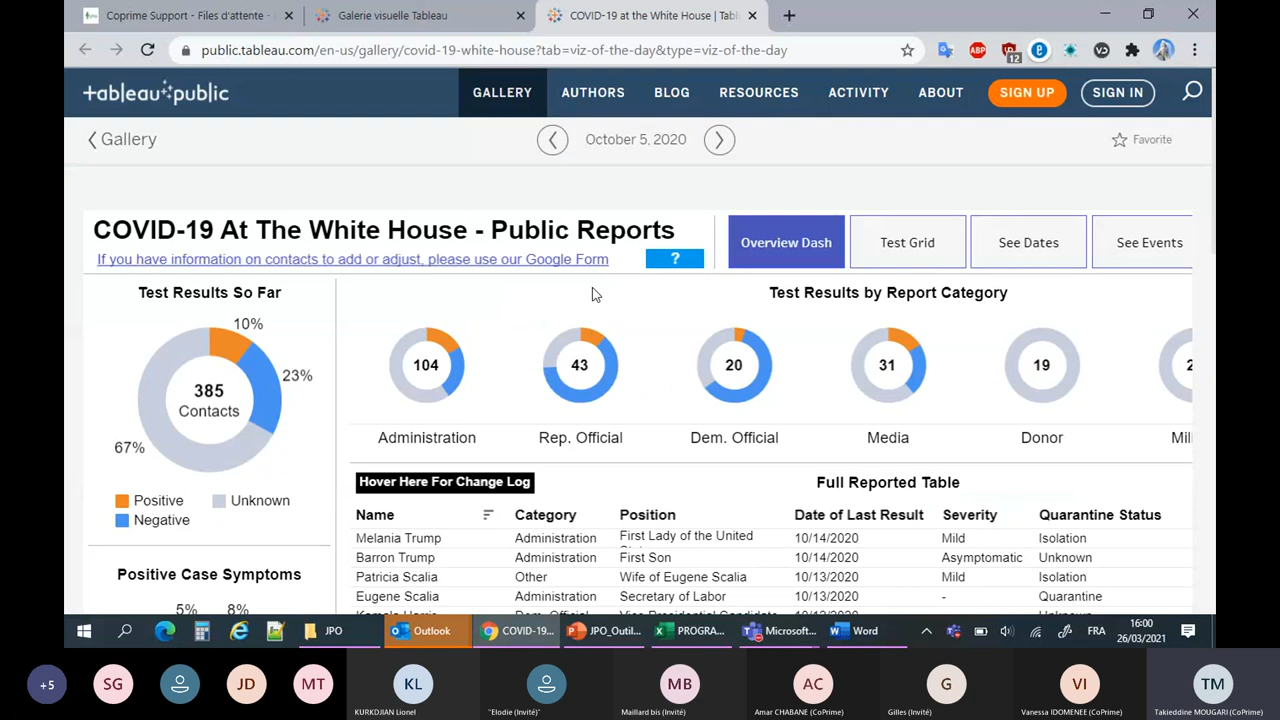 Coprime Support - Files d'attente -
Galerie visuelle Tableau
COVID-19 at the White House | Tabl
public.tableau.com/en-us/gallery/covid-19-white-house?tab=viz-of-the-day&type=viz-of-the-day
ABP
12
VD
tableau public
GALLERY
AUTHORS
BLOG
RESOURCES
ACTIVITY
ABOUT
SIGN UP
SIGN IN
Gallery
October 5, 2020
Favorite
COVID-19 At The White House - Public Reports
If you have information on contacts to add or adjust, please use our Google Form
?
Overview Dash
Test Grid
See Dates
See Events
Test Results So Far
10%
23%
385
Contacts
67%
Positive
Unknown
Negative
Positive Case Symptoms
5%
8%
Test Results by Report Category
104
43
20
31
19
2
Administration
Rep. Official
Dem. Official
Media
Donor
Mili
Hover Here For Change Log
Full Reported Table
Name Category Position Date of Last Result Severity Quarantine Status
Melania Trump Administration First Lady of the United 10/14/2020 Mild Isolation
Barron Trump Administration First Son 10/14/2020 Asymptomatic Unknown
Patricia Scalia Other Wife of Eugene Scalia 10/13/2020 Mild Isolation
Eugene Scalia Administration Secretary of Labor 10/13/2020 - Quarantine
JPO
Outlook
COVID-19...
JPO_Outil...
PROGRA...
Microsoft...
Word
FRA
16:00
26/03/2021
+5
SG
JD
MT
KL
MB
AC
G
VI
TM
KURKDJIAN Lionel
"Elodie (Invité)"
Maillard bis (Invité)
Amar CHABANE (CoPrime)
Gilles (Invité)
Vanessa IDOMENEE (CoPrime)
Takieddine MOUGARI (CoPrime)